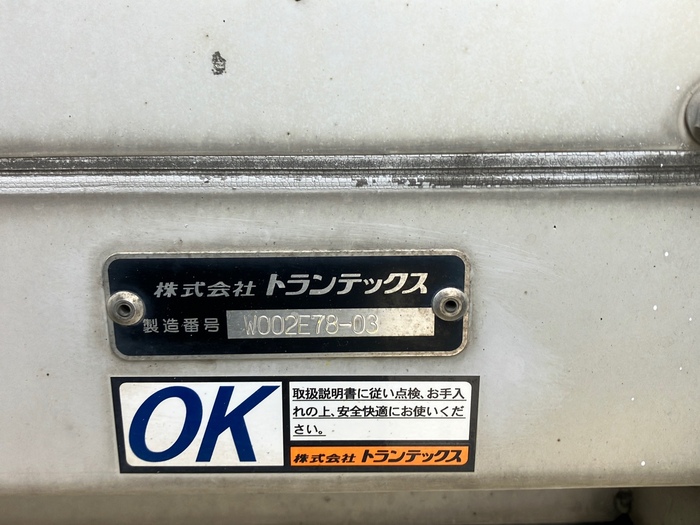 株式会社 トランテックス
製造番号 W002E78-03
OK
取扱説明書に従い点検、お手入
れの上、安全快適にお使いくだ
さい。
株式会社 トランテックス